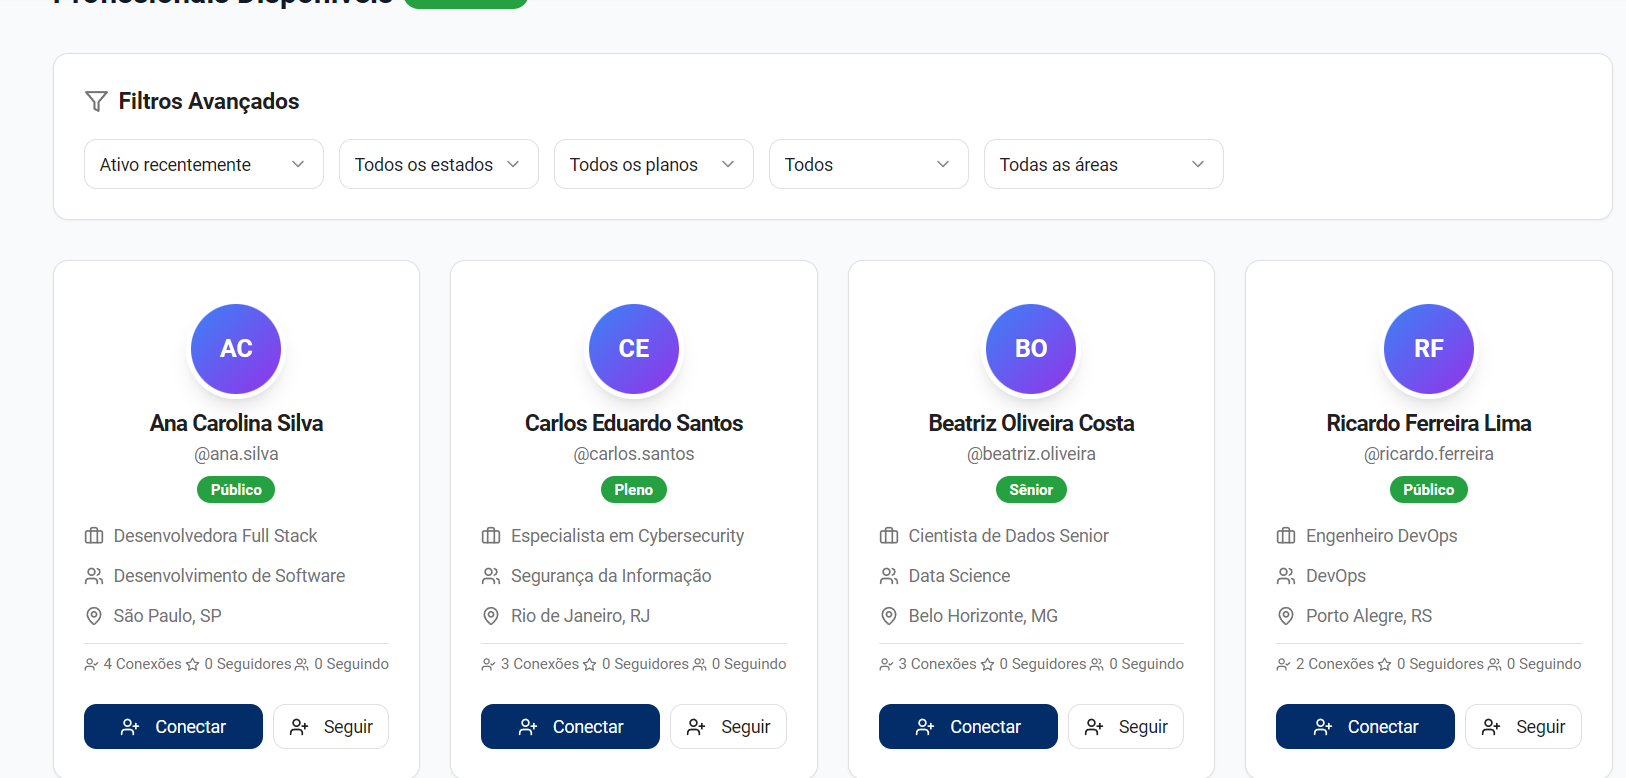 Profissionais Disponíveis
Filtros Avançados
Ativo recentemente
Todos os estados
Todos os planos
Todos
Todas as áreas
AC
Ana Carolina Silva
@ana.silva
Público
Desenvolvedora Full Stack
Desenvolvimento de Software
São Paulo, SP
4 Conexões 0 Seguidores 0 Seguindo
Conectar Seguir
CE
Carlos Eduardo Santos
@carlos.santos
Pleno
Especialista em Cybersecurity
Segurança da Informação
Rio de Janeiro, RJ
3 Conexões 0 Seguidores 0 Seguindo
Conectar Seguir
BO
Beatriz Oliveira Costa
@beatriz.oliveira
Sênior
Cientista de Dados Senior
Data Science
Belo Horizonte, MG
3 Conexões 0 Seguidores 0 Seguindo
Conectar Seguir
RF
Ricardo Ferreira Lima
@ricardo.ferreira
Público
Engenheiro DevOps
DevOps
Porto Alegre, RS
2 Conexões 0 Seguidores 0 Seguindo
Conectar Seguir